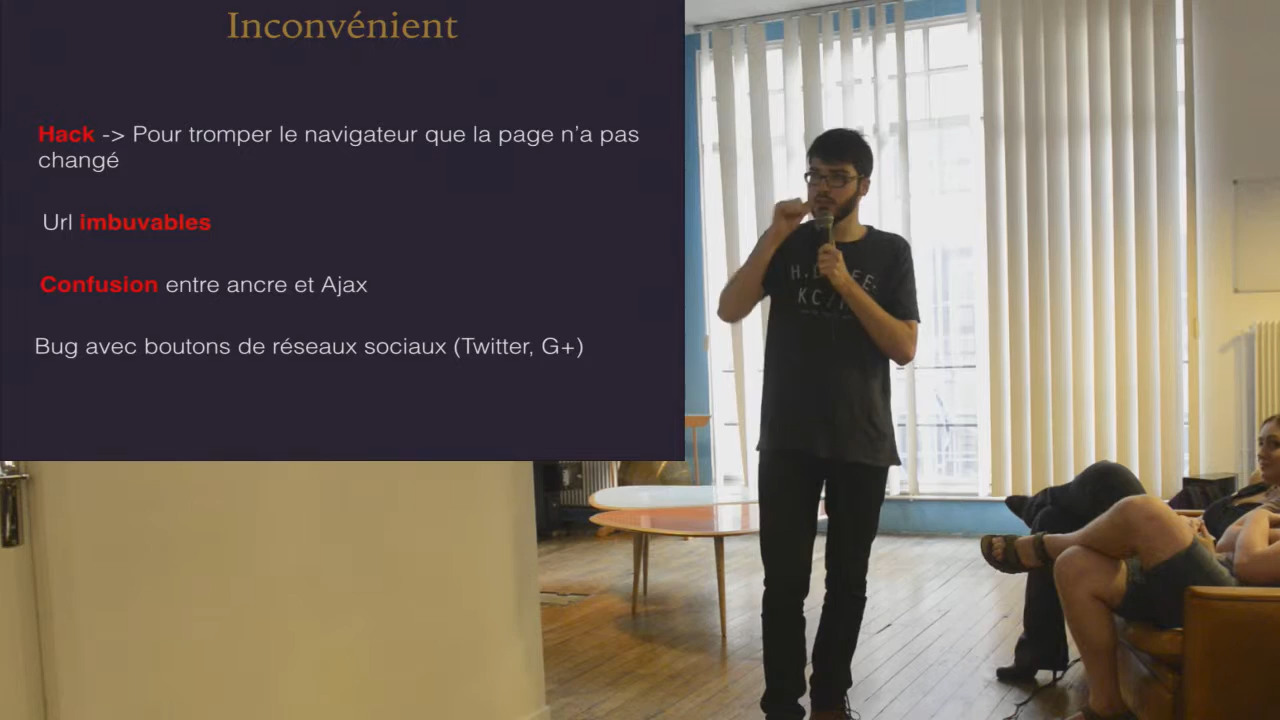 Inconvénient
Hack -> Pour tromper le navigateur que la page n'a pas
changé
Url imbuvables
Confusion entre ancre et Ajax
Bug avec boutons de réseaux sociaux (Twitter, G+)